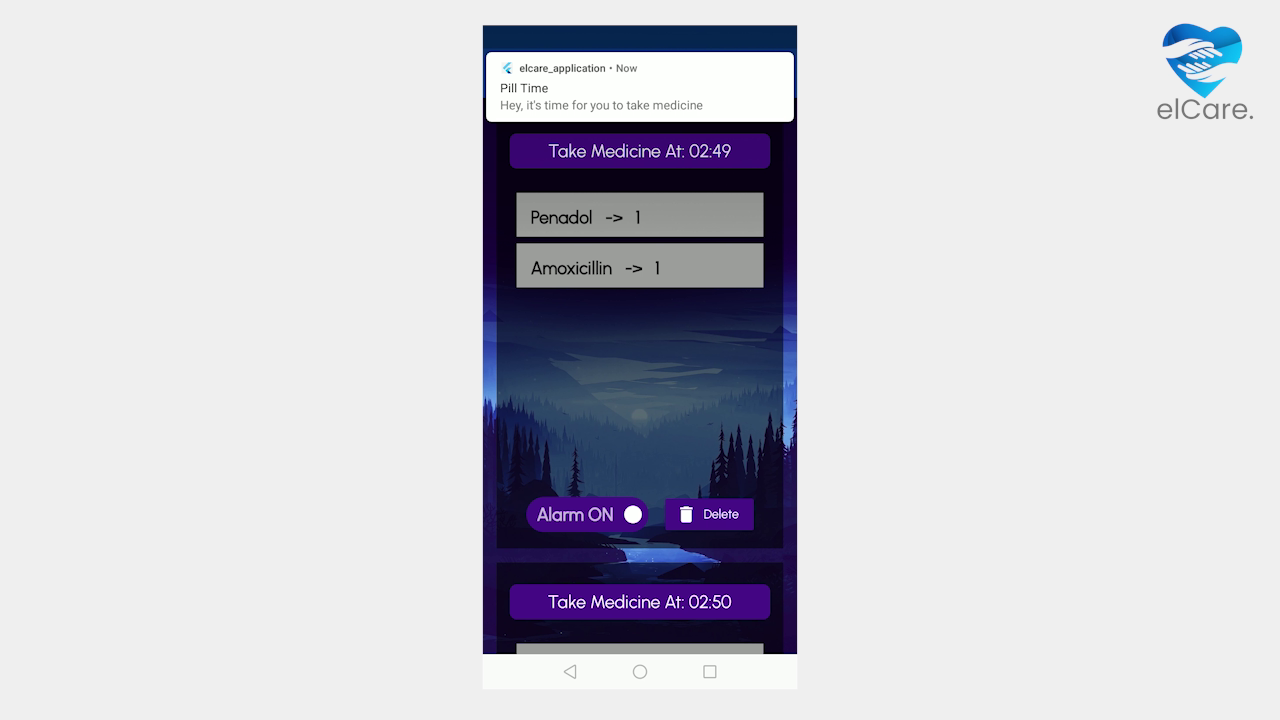 elCare.
elcare_application • Now
Pill Time
Hey, it's time for you to take medicine
Take Medicine At: 02:49
Penadol -> 1
Amoxicillin -> 1
Alarm ON
Delete
Take Medicine At: 02:50